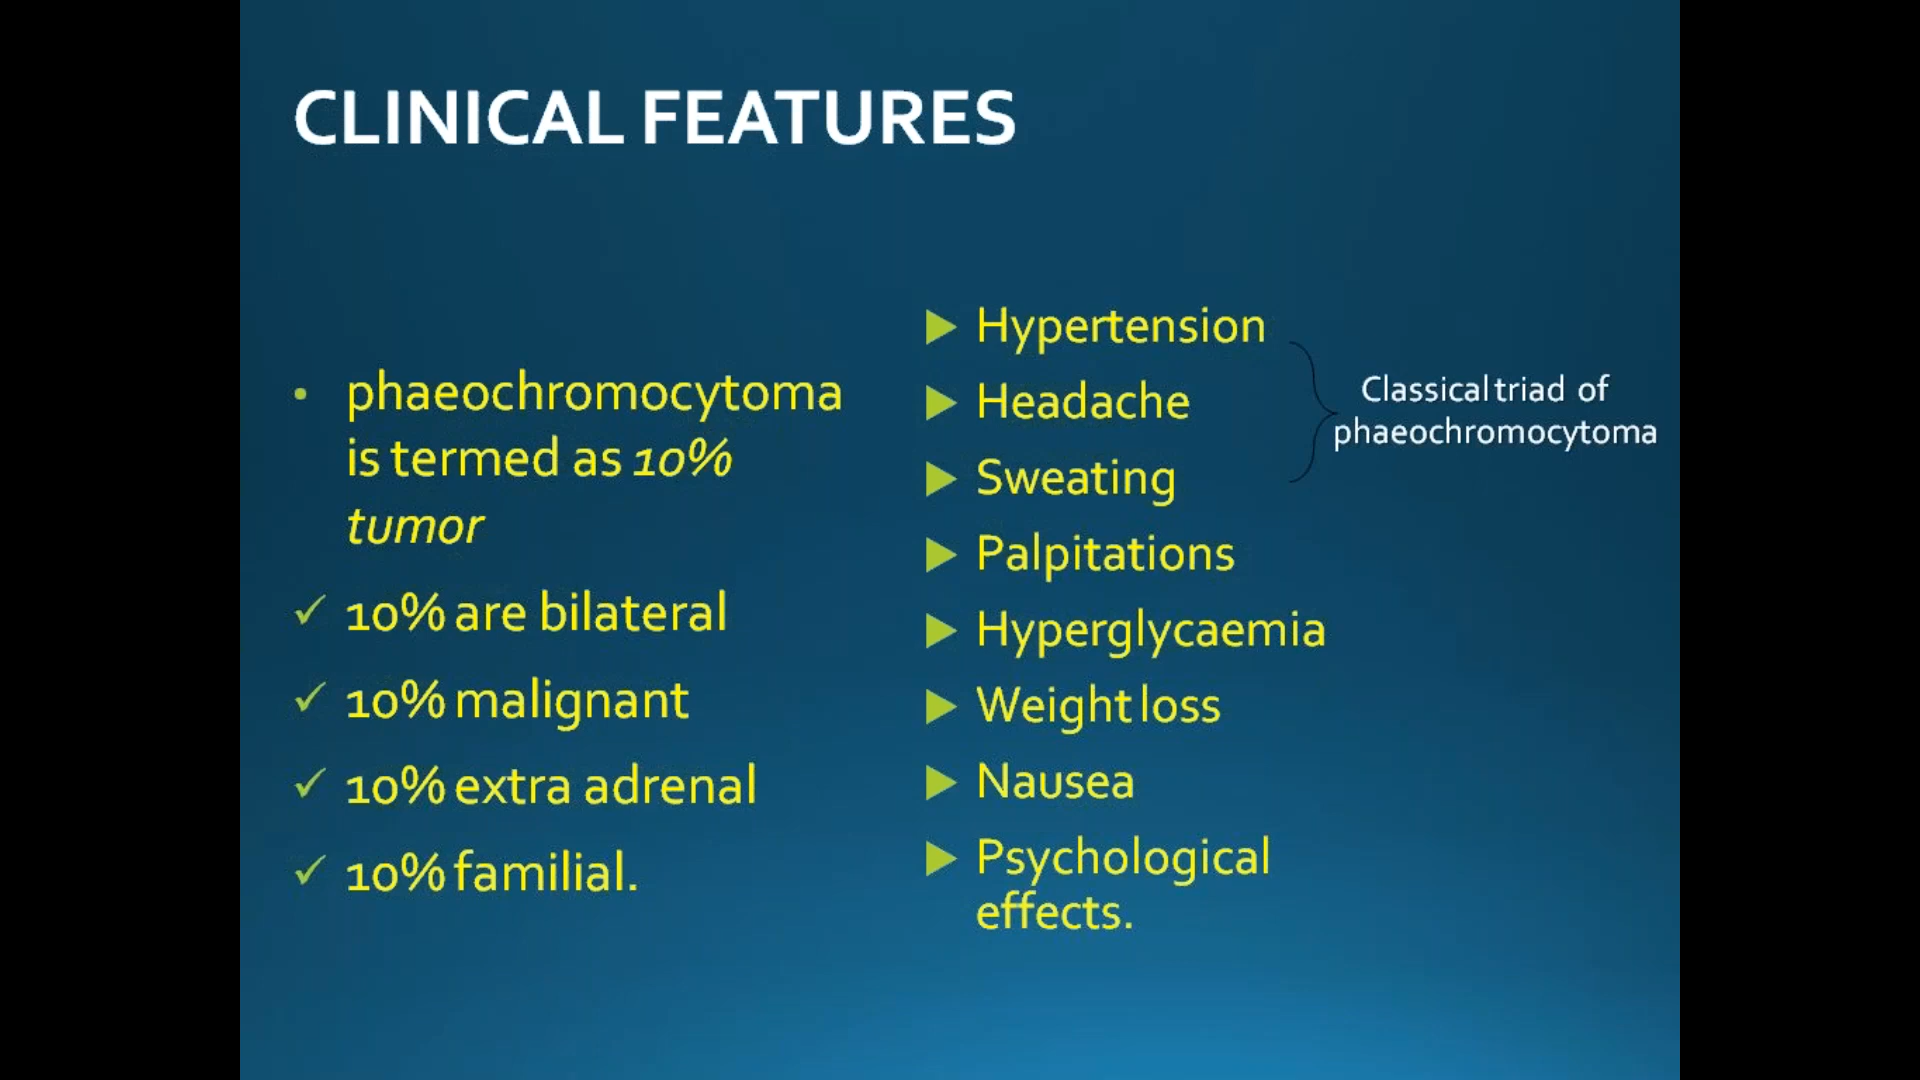 CLINICAL FEATURES
• phaeochromocytoma
is termed as 10%
tumor
✓ 10% are bilateral
✓ 10% malignant
✓ 10% extra adrenal
✓ 10% familial.
▶ Hypertension
▶ Headache
▶ Sweating
▶ Palpitations
▶ Hyperglycaemia
▶ Weight loss
▶ Nausea
▶ Psychological
effects.
Classical triad of
phaeochromocytoma